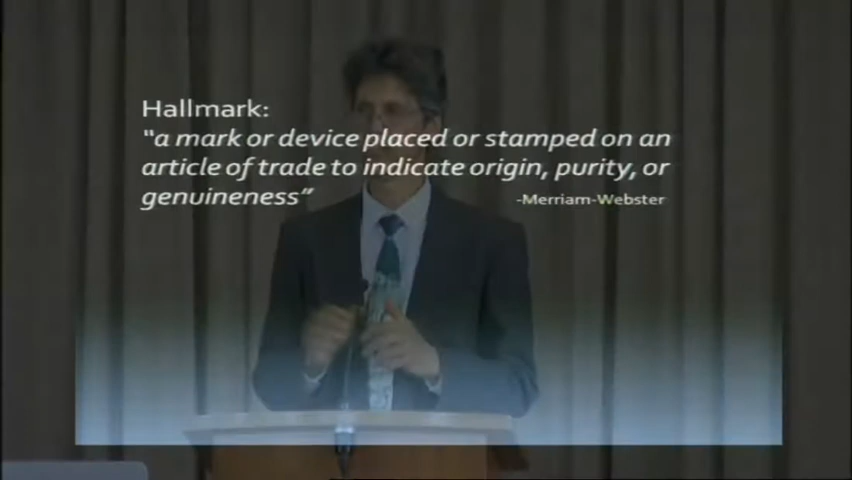 Hallmark:
“a mark or device placed or stamped on an
article of trade to indicate origin, purity, or
genuineness”
-Merriam-Webster